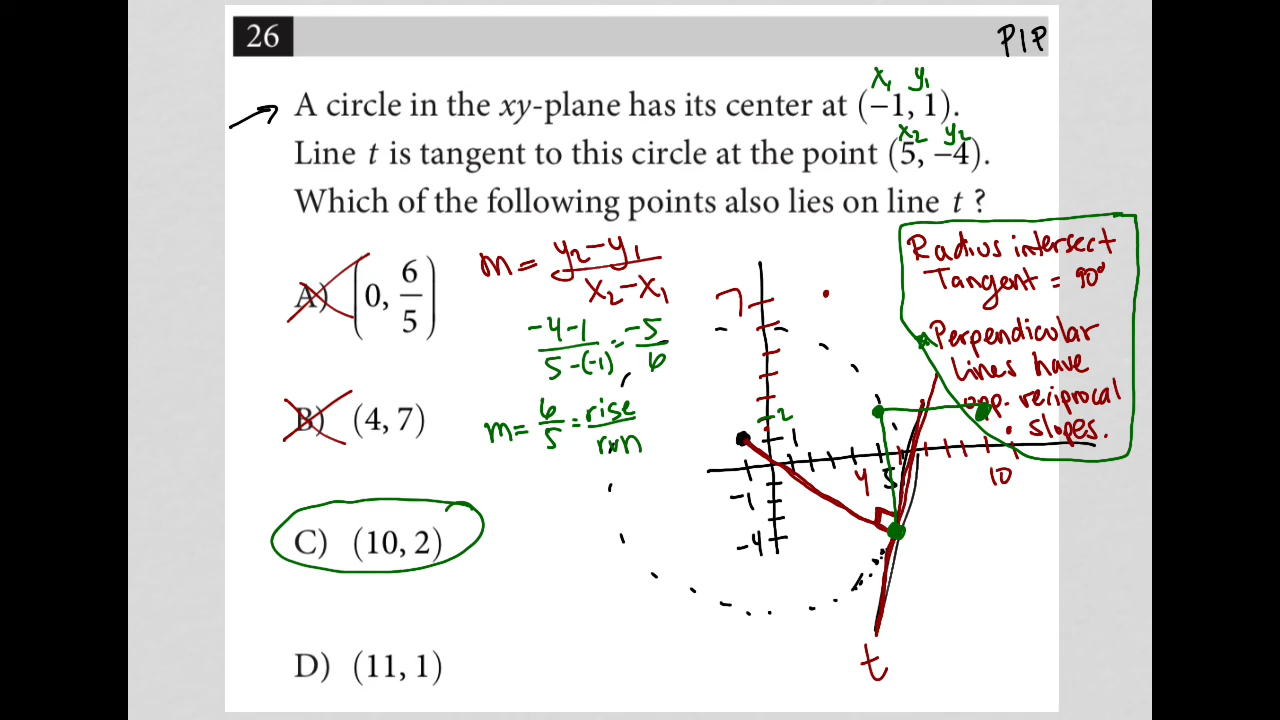 26
PIP
x₁ y₁
A circle in the xy-plane has its center at (−1, 1).
x₂ y₂
Line t is tangent to this circle at the point (5, −4).
Which of the following points also lies on line t ?
A) (0, 6/5)
B) (4, 7)
C) (10, 2)
D) (11, 1)
m = y₂-y₁/x₂-x₁
-4-1/5-(-1) = -5/6
m = 6/5 = rise/run
Radius intersect
Tangent = 90°
Perpendicular
lines have
opp. reciprocal
slopes.
7
2
1
4 5 10
-1
-4
t